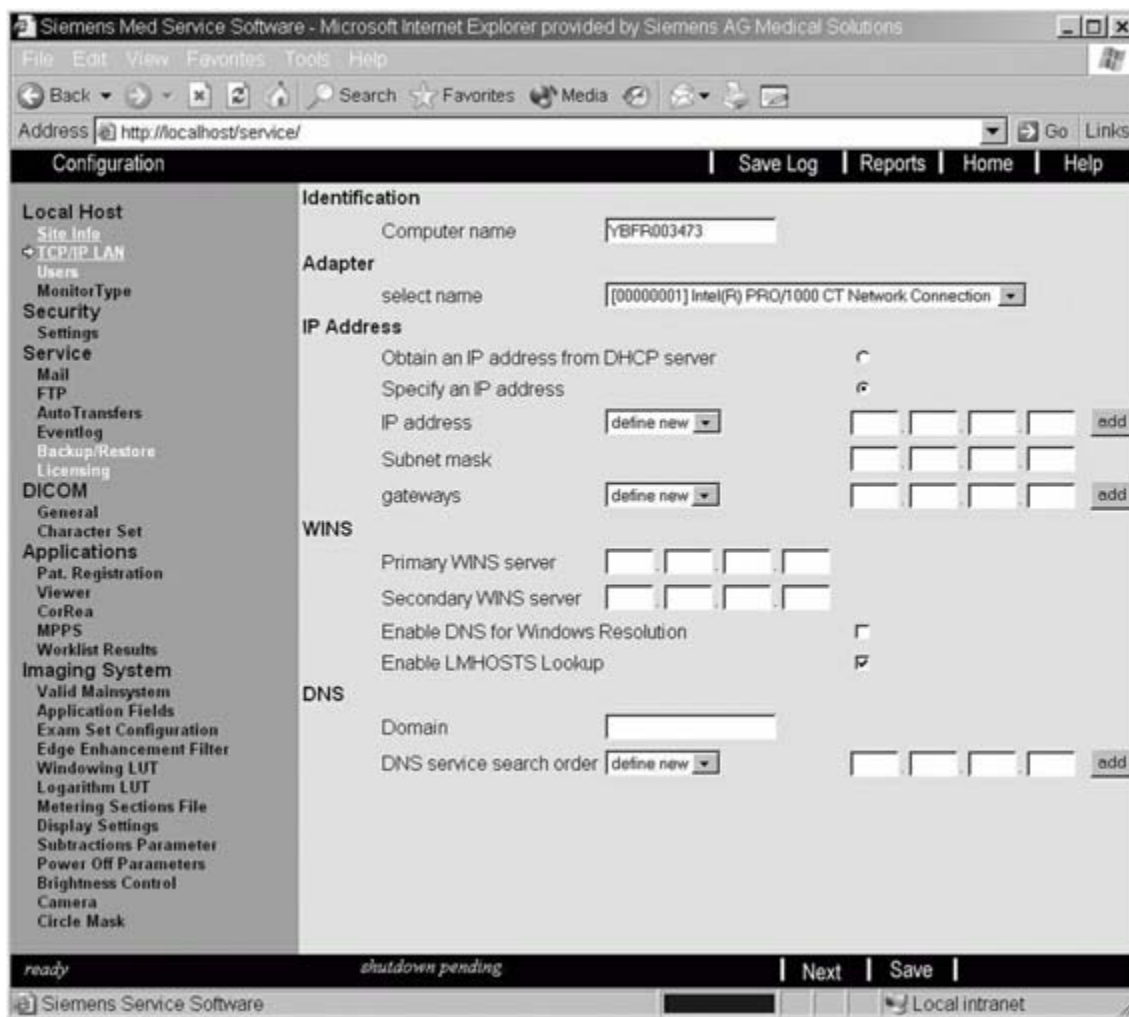 Siemens Med Service Software - Microsoft Internet Explorer provided by Siemens AG Medical Solutions
File Edit View Favorites Tools Help
Back Search Favorites Media
Address http://localhost/service/ Go Links
Configuration Save Log Reports Home Help
Local Host
Site Info
TCP/IP LAN
Users
MonitorType
Security
Settings
Service
Mail
FTP
AutoTransfers
Eventlog
Backup/Restore
Licensing
DICOM
General
Character Set
Applications
Pat. Registration
Viewer
CorRea
MPPS
Worklist Results
Imaging System
Valid Mainsystem
Application Fields
Exam Set Configuration
Edge Enhancement Filter
Windowing LUT
Logarithm LUT
Metering Sections File
Display Settings
Subtractions Parameter
Power Off Parameters
Brightness Control
Camera
Circle Mask
Identification
Computer name YBFR003473
Adapter
select name [00000001] Intel(R) PRO/1000 CT Network Connection
IP Address
Obtain an IP address from DHCP server
Specify an IP address
IP address define new . . . add
Subnet mask . . .
gateways define new . . . add
WINS
Primary WINS server . . .
Secondary WINS server . . .
Enable DNS for Windows Resolution
Enable LMHOSTS Lookup
DNS
Domain
DNS service search order define new . . . add
ready shutdown pending Next Save
Siemens Service Software Local intranet